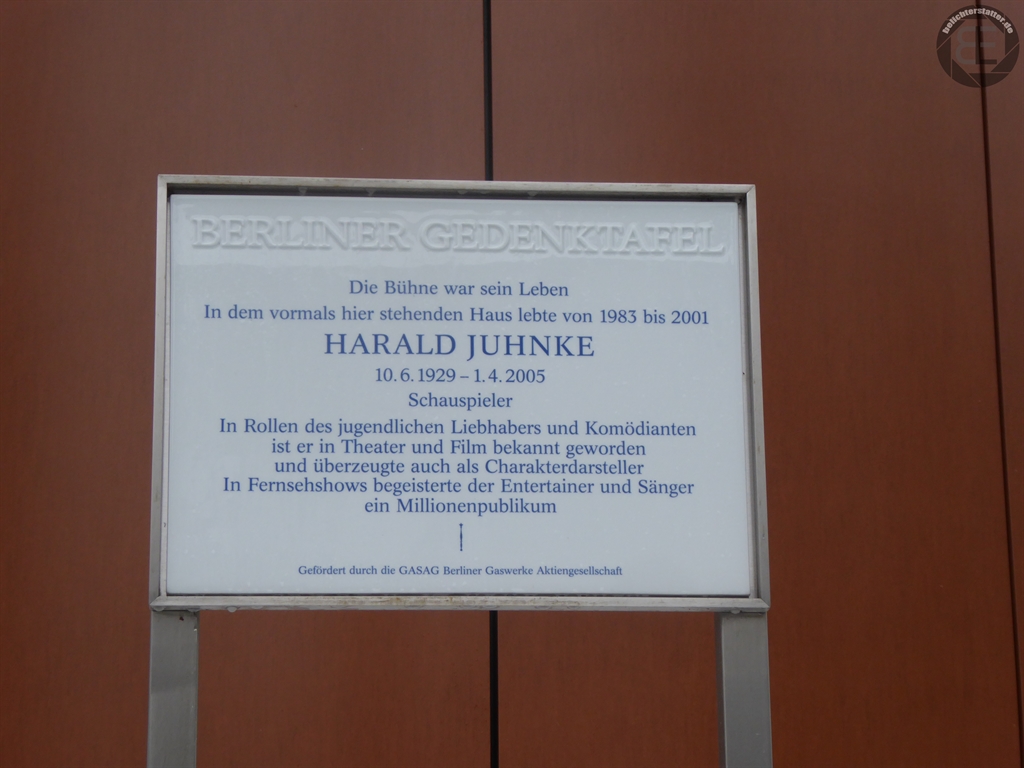 belichterstatter.de
BERLINER GEDENKTAFEL
Die Bühne war sein Leben
In dem vormals hier stehenden Haus lebte von 1983 bis 2001
HARALD JUHNKE
10. 6. 1929 – 1. 4. 2005
Schauspieler
In Rollen des jugendlichen Liebhabers und Komödianten
ist er in Theater und Film bekannt geworden
und überzeugte auch als Charakterdarsteller
In Fernsehshows begeisterte der Entertainer und Sänger
ein Millionenpublikum
Gefördert durch die GASAG Berliner Gaswerke Aktiengesellschaft